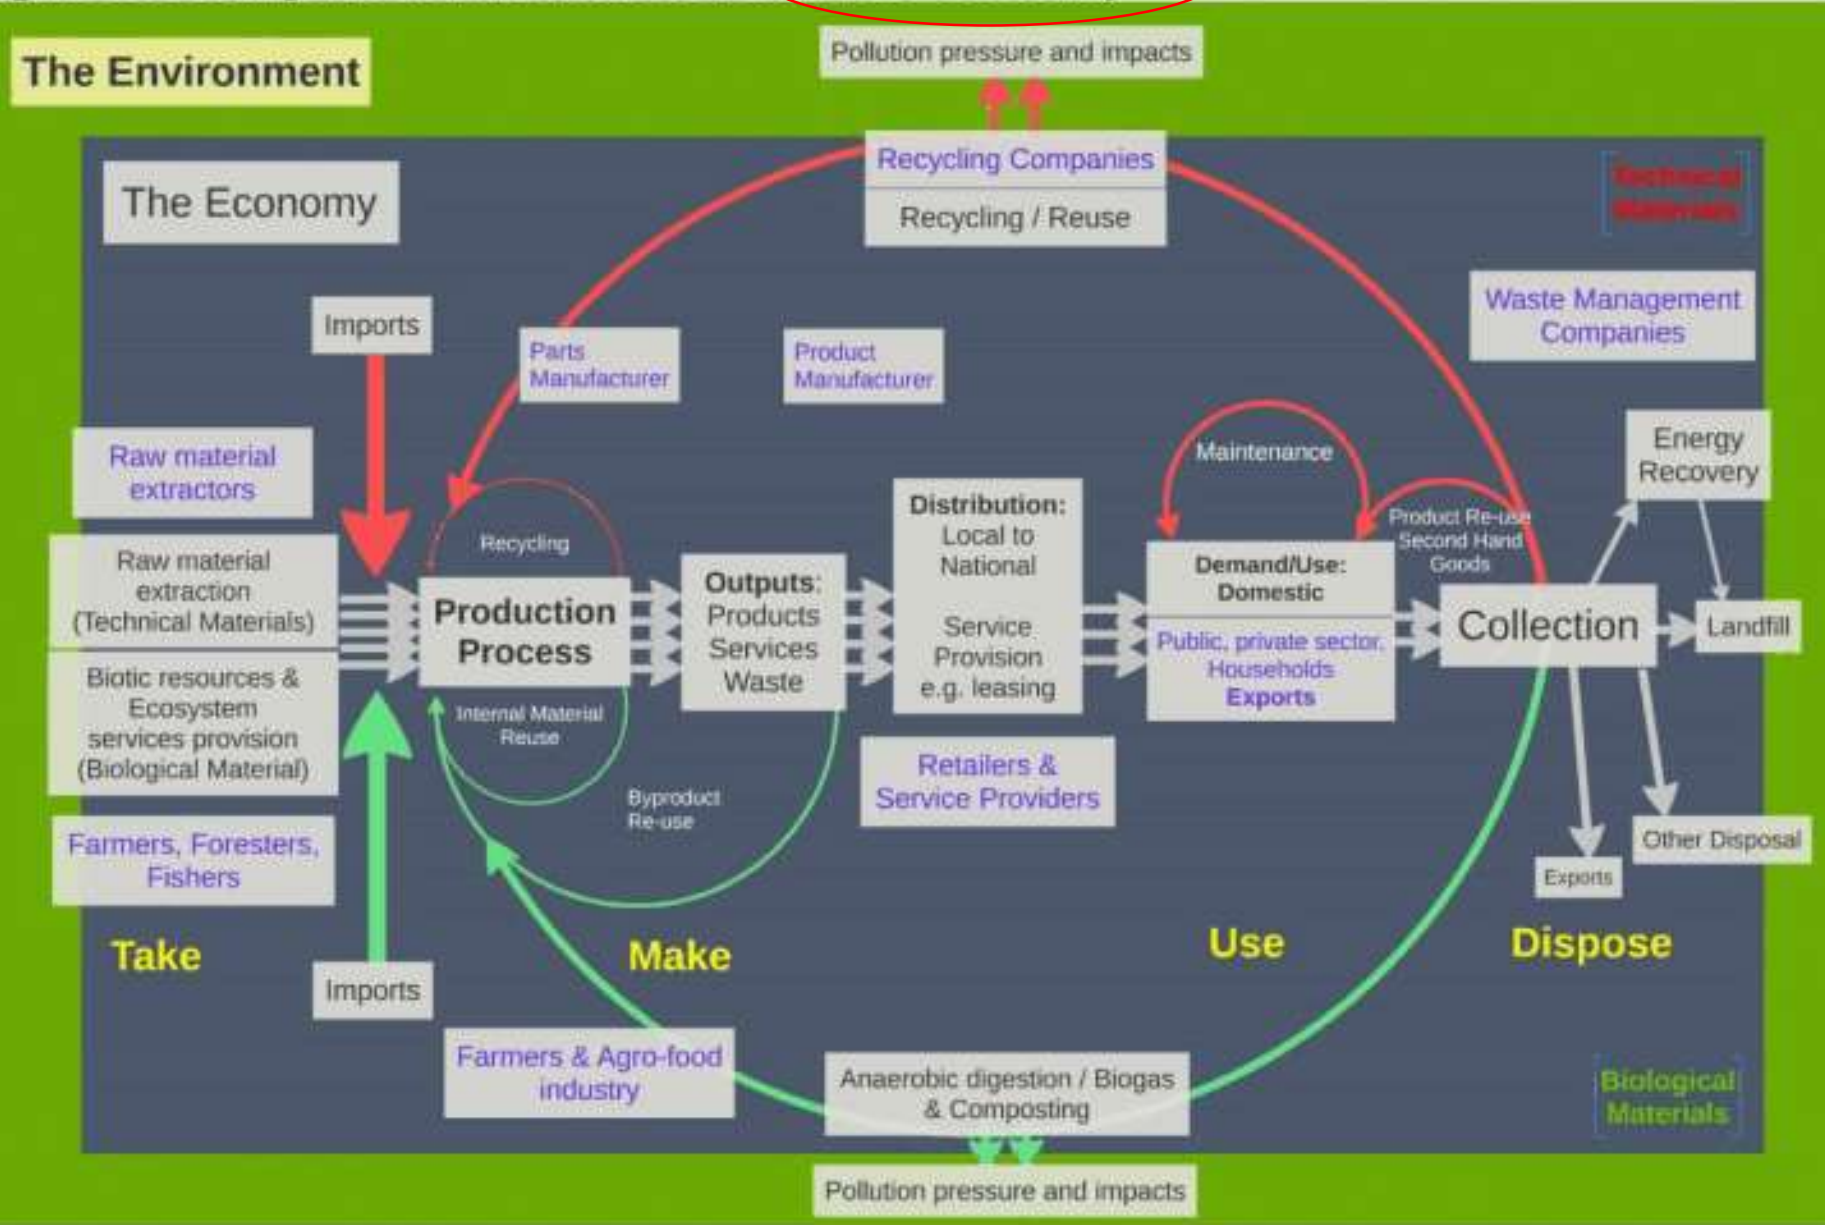 Pollution pressure and impacts
The Environment
The Economy
Recycling Companies
Recycling / Reuse
Technical
Materials
Waste Management
Companies
Imports
Parts
Manufacturer
Product
Manufacturer
Energy
Recovery
Raw material
extractors
Maintenance
Product Re-use
Second Hand
Goods
Raw material
extraction
(Technical Materials)
Recycling
Production
Process
Outputs:
Products
Services
Waste
Distribution:
Local to
National
Service
Provision
e.g. leasing
Demand/Use:
Domestic
Public, private sector,
Households
Exports
Collection
Landfill
Biotic resources &
Ecosystem
services provision
(Biological Material)
Internal Material
Reuse
Byproduct
Re-use
Retailers &
Service Providers
Farmers, Foresters,
Fishers
Other Disposal
Exports
Take
Make
Use
Dispose
Imports
Farmers & Agro-food
industry
Anaerobic digestion / Biogas
& Composting
Biological
Materials
Pollution pressure and impacts